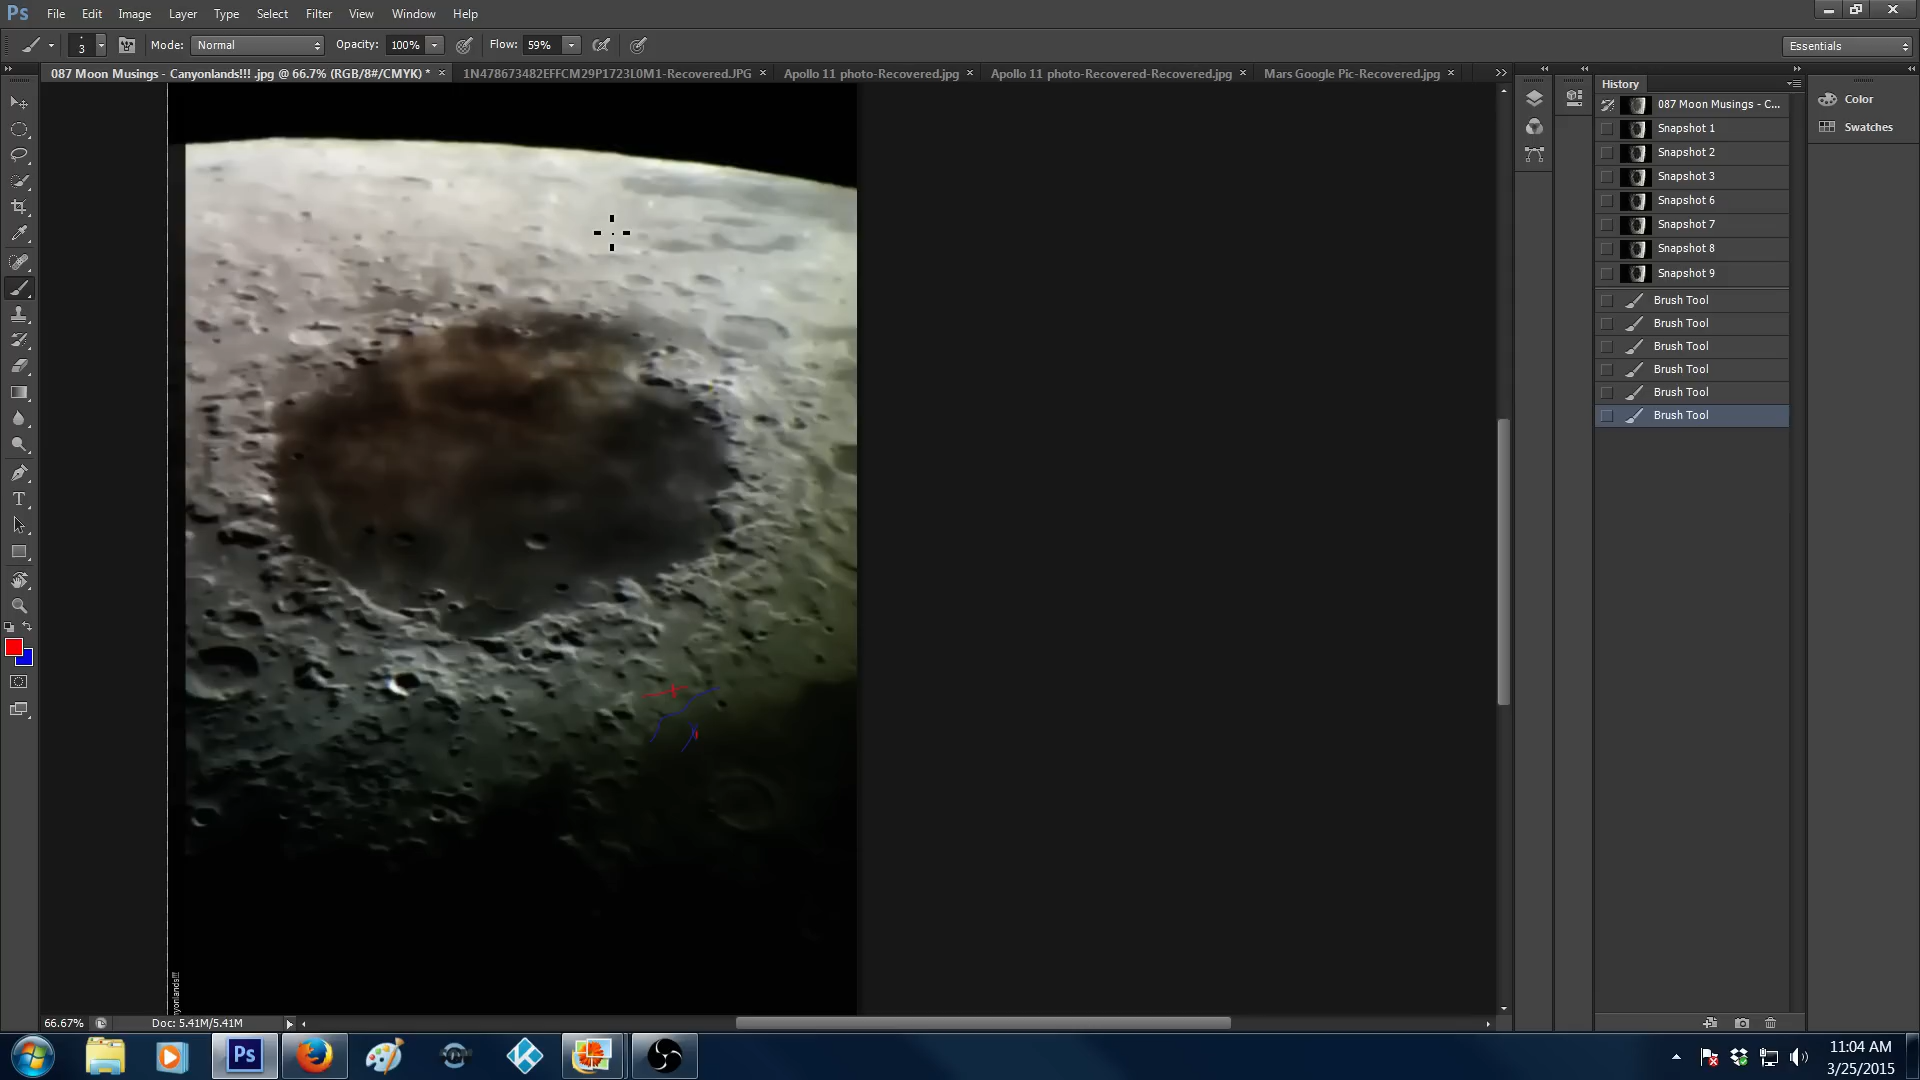 Ps File Edit Image Layer Type Select Filter View Window Help
3 Mode: Normal Opacity: 100% Flow: 59% Essentials
087 Moon Musings - Canyonlands!!! .jpg @ 66.7% (RGB/8#/CMYK) * × 1N478673482EFFCM29P1723L0M1-Recovered.JPG × Apollo 11 photo-Recovered.jpg × Apollo 11 photo-Recovered-Recovered.jpg × Mars Google Pic-Recovered.jpg ×
History
087 Moon Musings - C...
Snapshot 1
Snapshot 2
Snapshot 3
Snapshot 6
Snapshot 7
Snapshot 8
Snapshot 9
Brush Tool
Brush Tool
Brush Tool
Brush Tool
Brush Tool
Brush Tool
Color
Swatches
T
yonlands!!!
66.67% Doc: 5.41M/5.41M
Ps
11:04 AM
3/25/2015